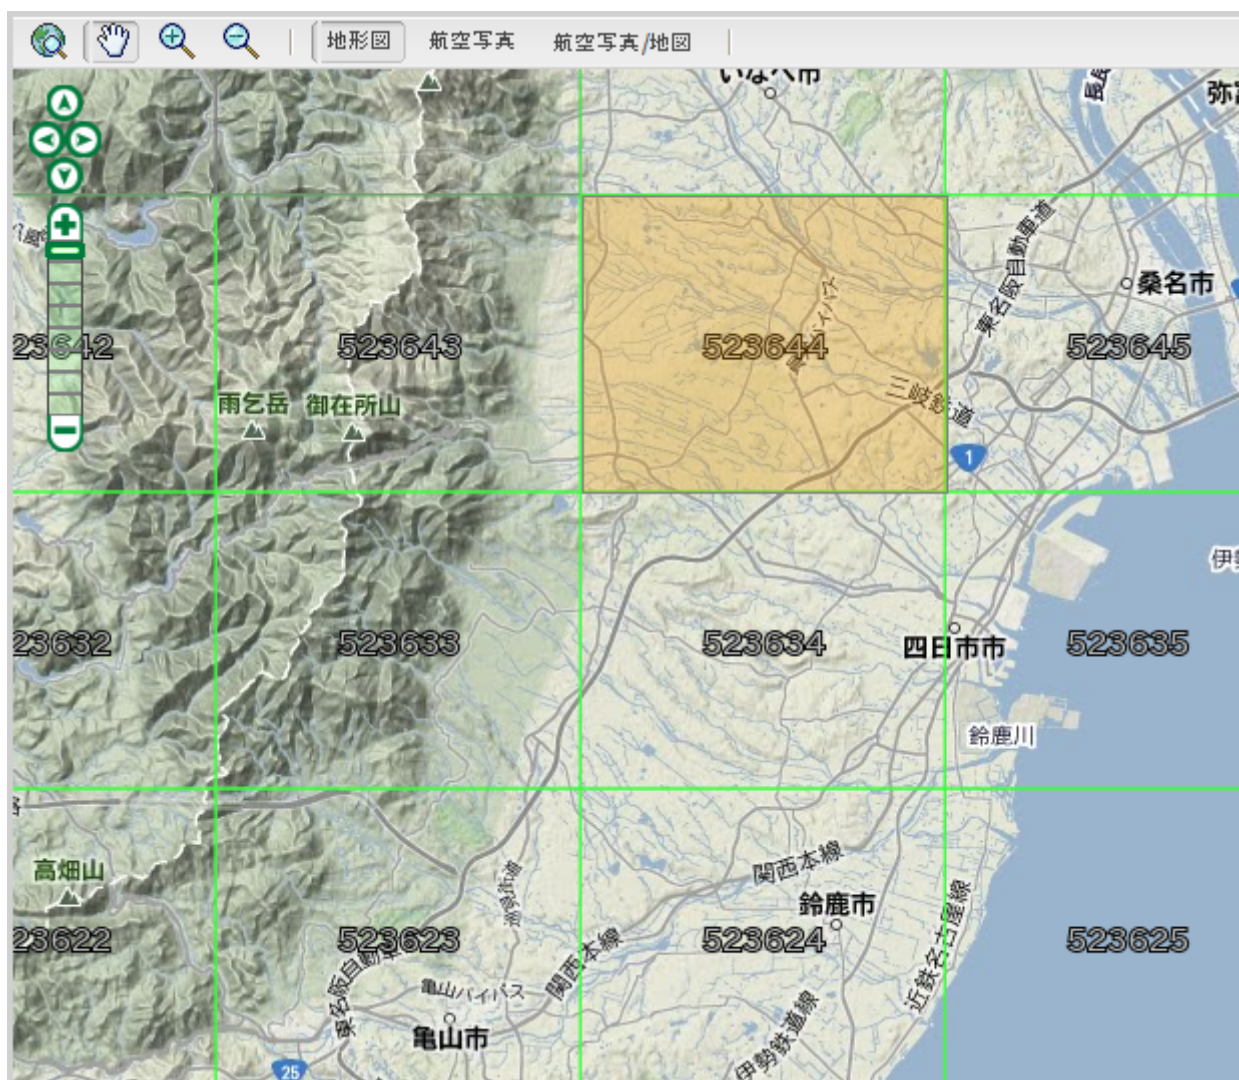 地形図 航空写真 航空写真/地図
いなべ市
桑名市
東名阪自動車道
523643 523644 523645
雨乞岳 御在所山
三岐鉄道
1
523633 523634 523635
四日市市
鈴鹿川
高畑山
関西本線
鈴鹿市
523623 523624 523625
近鉄名古屋線
関西本線
亀山バイパス
亀山市
伊勢鉄道線
25